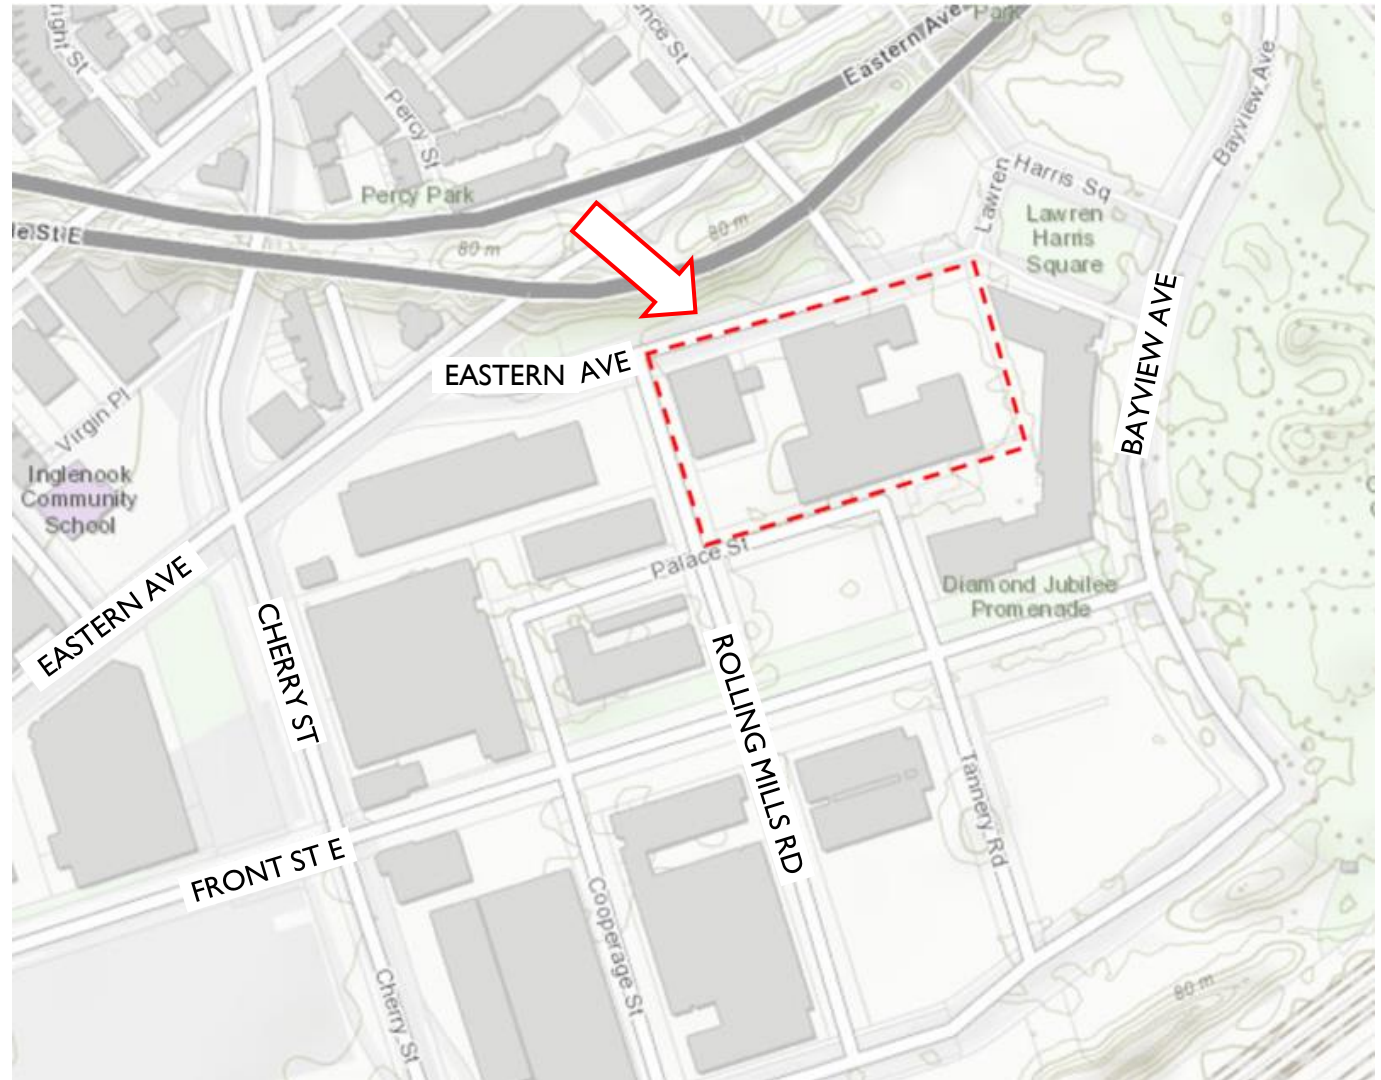 Park
Eastern Ave
Bayview Ave
Percy St
Harris Sq
Lawren
Percy Park
Lawren
Harris
Square
80 m
80 m
EASTERN AVE
BAYVIEW AVE
Virgin Pl
Inglenook
Community
School
Palace St
Diamond Jubilee
Promenade
EASTERN AVE
CHERRY ST
ROLLING MILLS RD
Tannery Rd
FRONT ST E
Cooperage St
Cherry St
80 m